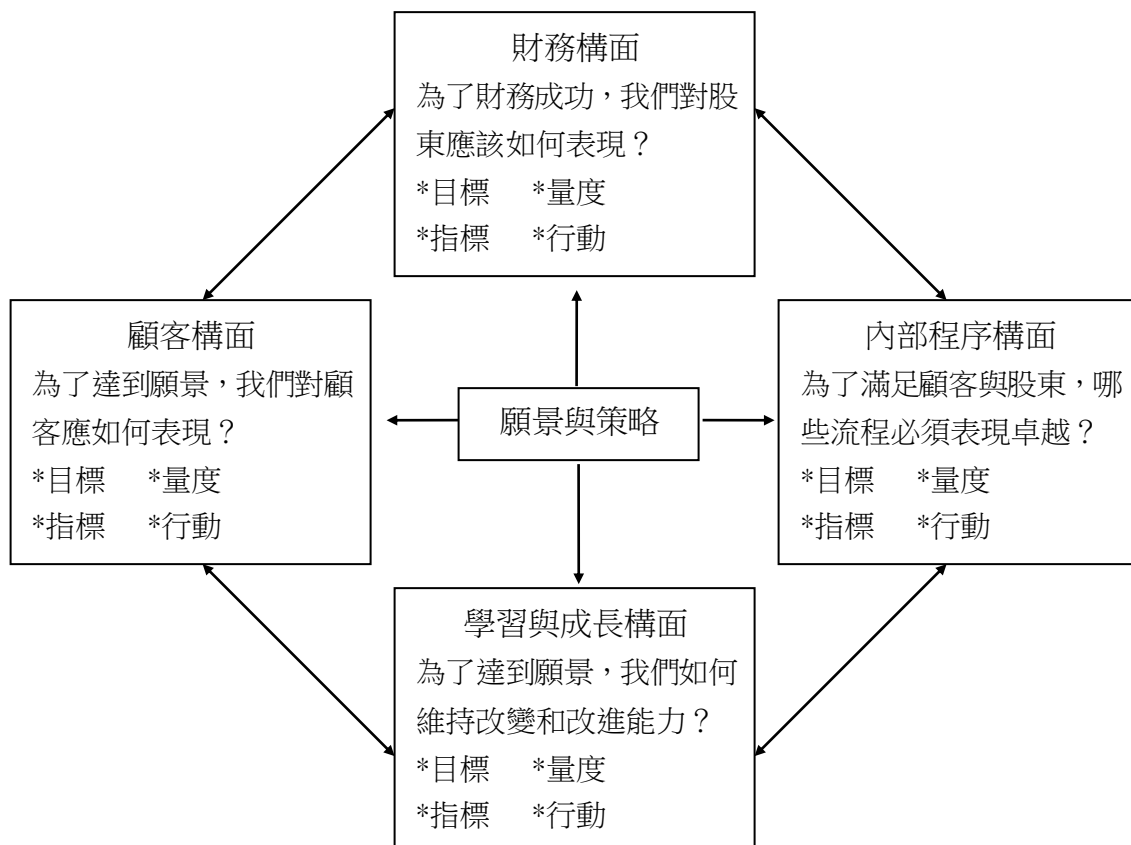 財務構面
為了財務成功，我們對股
東應該如何表現？
*目標 *量度
*指標 *行動
顧客構面
為了達到願景，我們對顧
客應如何表現？
*目標 *量度
*指標 *行動
願景與策略
內部程序構面
為了滿足顧客與股東，哪
些流程必須表現卓越？
*目標 *量度
*指標 *行動
學習與成長構面
為了達到願景，我們如何
維持改變和改進能力？
*目標 *量度
*指標 *行動